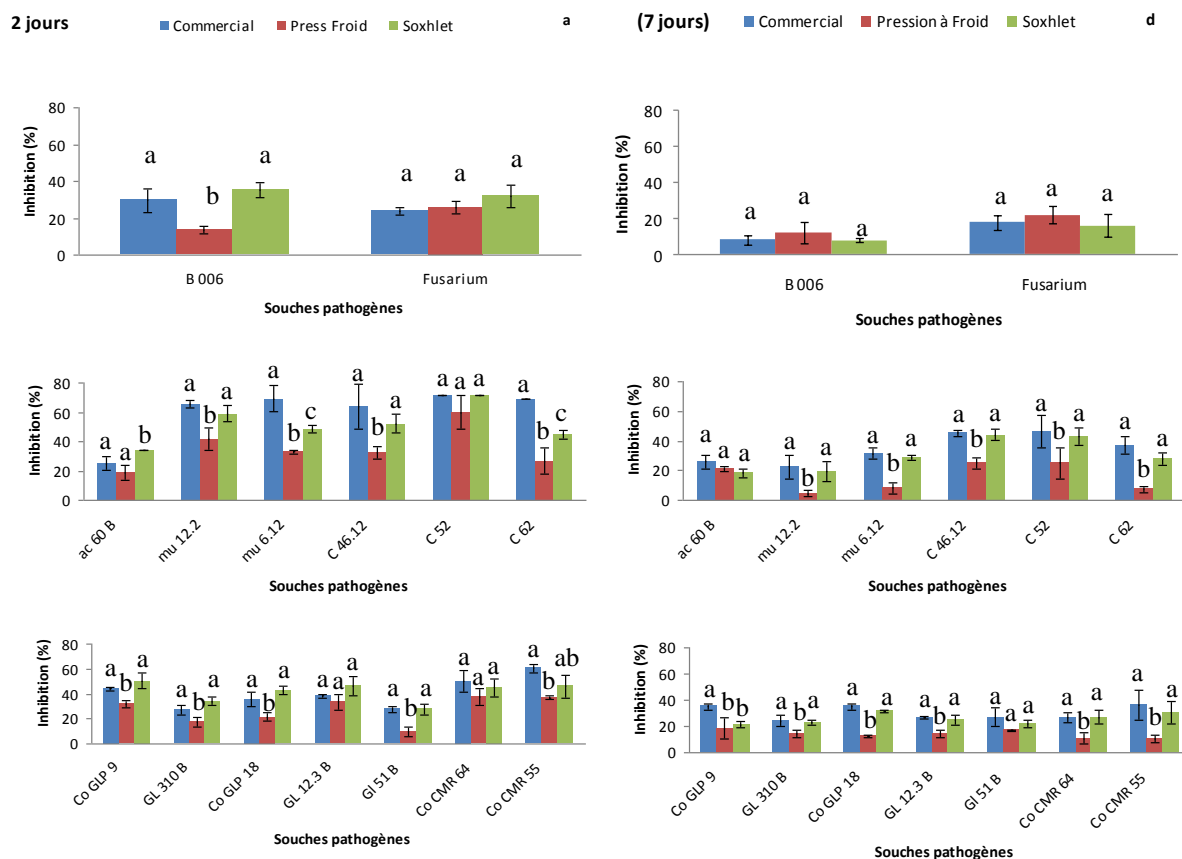 2 jours
Commercial Press Froid Soxhlet
a
Inhibition (%)
80
60
40
20
0
a b a a a a
B 006 Fusarium
Souches pathogènes
Inhibition (%)
80
60
40
20
0
a a b a b a a b c a b a a a a a b c
ac 60 B mu 12.2 mu 6.12 C 46.12 C 52 C 62
Souches pathogènes
Inhibition (%)
80
60
40
20
0
a b a a b a a b a a a a a b a a a a a b ab
Co GLP 9 GL 310 B Co GLP 18 GL 12.3 B Gl 51 B Co CMR 64 Co CMR 55
Souches pathogènes
(7 jours)
Commercial Pression à Froid Soxhlet
d
Inhibition (%)
80
60
40
20
0
a a a a a a
B 006 Fusarium
Souches pathogènes
Inhibition (%)
80
60
40
20
0
a a a a b a a b a a b a a b a a b a
ac 60 B mu 12.2 mu 6.12 C 46.12 C 52 C 62
Souches pathogènes
Inhibition (%)
80
60
40
20
0
a b b a b a a b a a b a a a a a b a a b a
Co GLP 9 GL 310 B Co GLP 18 GL 12.3 B Gl 51 B Co CMR 64 Co CMR 55
Souches pathogènes